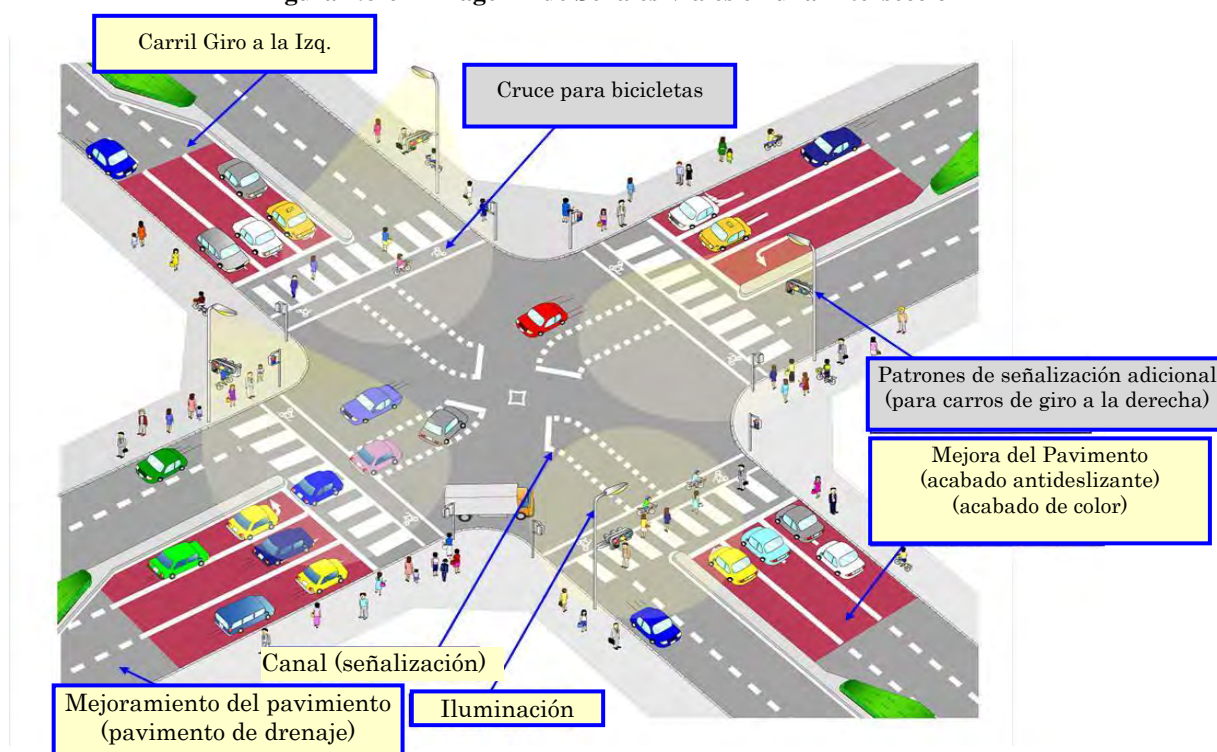 Carril Giro a la Izq.
Cruce para bicicletas
Patrones de señalización adicional
(para carros de giro a la derecha)
Mejora del Pavimento
(acabado antideslizante)
(acabado de color)
Canal (señalización)
Mejoramiento del pavimiento
(pavimento de drenaje)
Iluminación